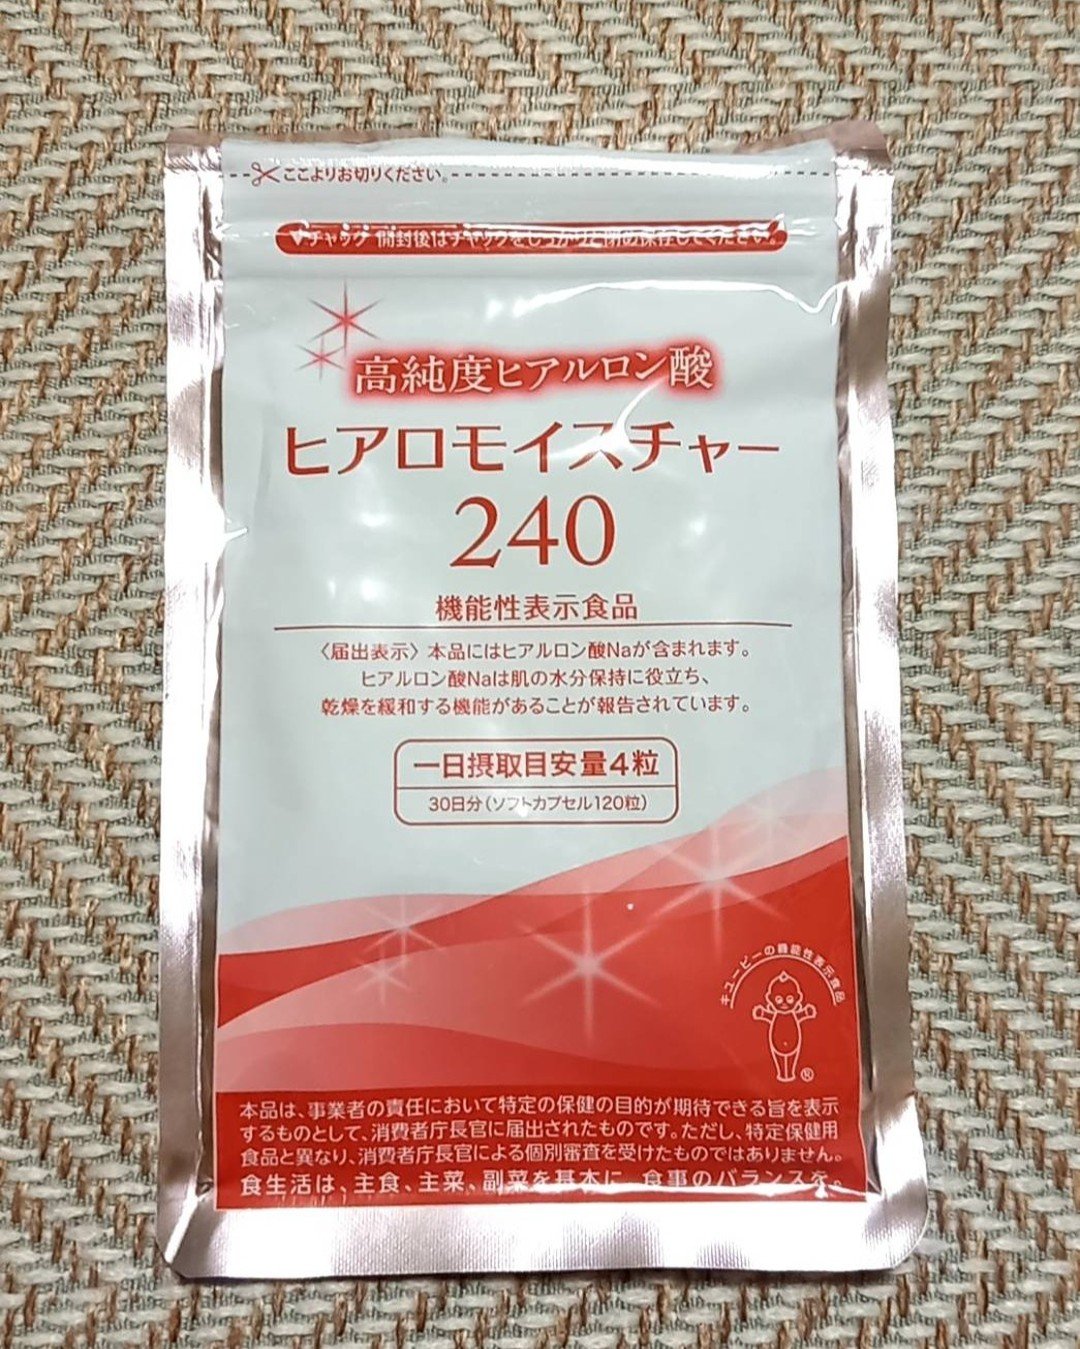 ここよりお切りください。
▼チャック 開封後はチャックをしっかりと閉め保存してください。
高純度ヒアルロン酸
ヒアロモイスチャー
240
機能性表示食品
〈届出表示〉本品にはヒアルロン酸Naが含まれます。
ヒアルロン酸Naは肌の水分保持に役立ち、
乾燥を緩和する機能があることが報告されています。
一日摂取目安量4粒
30日分(ソフトカプセル120粒)
キユーピーの機能性表示食品
®
本品は、事業者の責任において特定の保健の目的が期待できる旨を表示
するものとして、消費者庁長官に届出されたものです。ただし、特定保健用
食品と異なり、消費者庁長官による個別審査を受けたものではありません。
食生活は、主食、主菜、副菜を基本に、食事のバランスを。